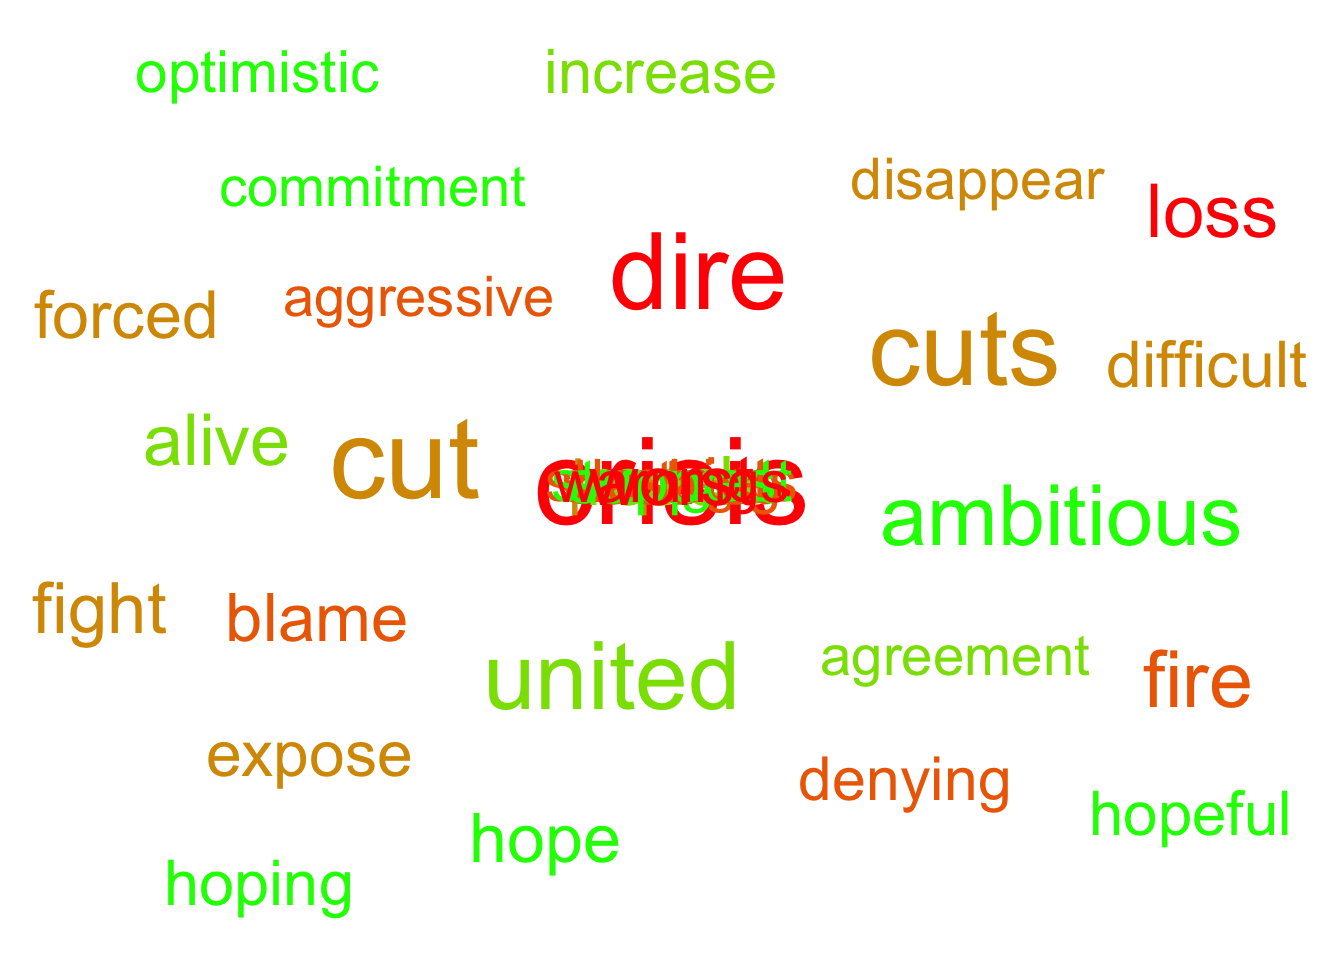 optimistic
increase
commitment
disappear
loss
dire
forced
aggressive
cuts
difficult
alive
cut
crisis
ambitious
fight
blame
united
agreement
fire
expose
denying
hopeful
hope
hoping